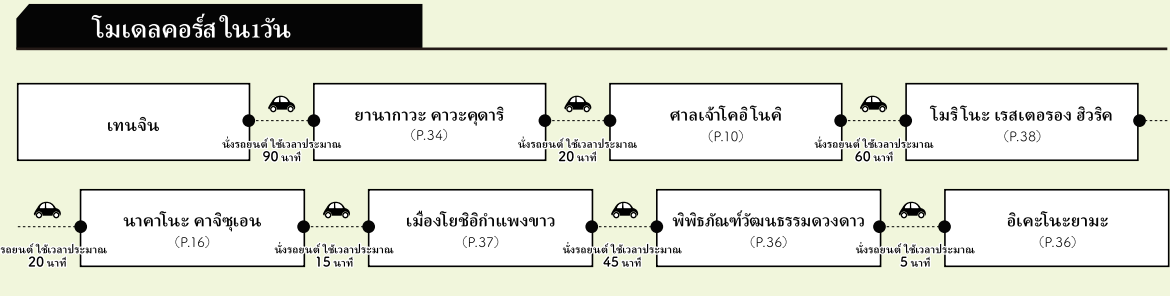 โมเดลคอร์ส ใน1วัน
เทนจิน
นั่งรถยนต์ ใช้เวลาประมาณ
90 นาที
ยานากาวะ คาวะคุดาริ
(P.34)
นั่งรถยนต์ ใช้เวลาประมาณ
20 นาที
ศาลเจ้าโคอิโนคิ
(P.10)
นั่งรถยนต์ ใช้เวลาประมาณ
60 นาที
โมริโนะ เรสเตอรอง ฮิวริค
(P.38)
รถยนต์ ใช้เวลาประมาณ
20 นาที
นาคาโนะ คาจิซุเอน
(P.16)
นั่งรถยนต์ ใช้เวลาประมาณ
15 นาที
เมืองโยชิอิกำแพงขาว
(P.37)
นั่งรถยนต์ ใช้เวลาประมาณ
45 นาที
พิพิธภัณฑ์วัฒนธรรมดวงดาว
(P.36)
นั่งรถยนต์ ใช้เวลาประมาณ
5 นาที
ฮิเคะโนะยามะ
(P.36)